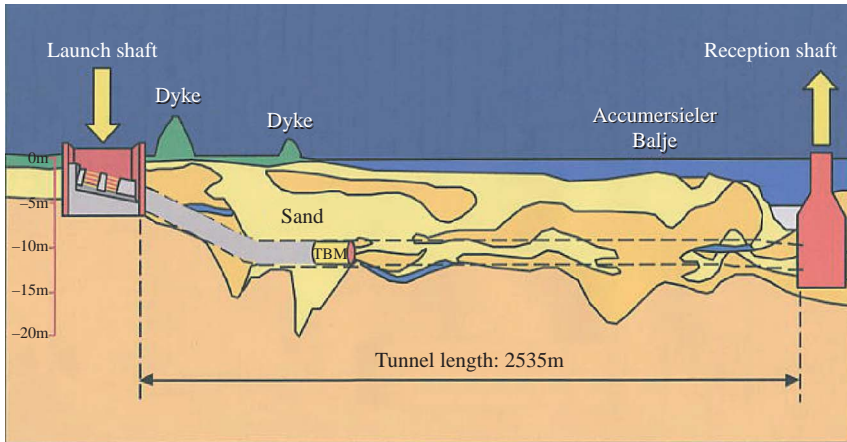 Launch shaft
Reception shaft
Dyke
Dyke
Accumersieler
Balje
0m
–5m
Sand
–10m
TBM
–15m
–20m
Tunnel length: 2535m